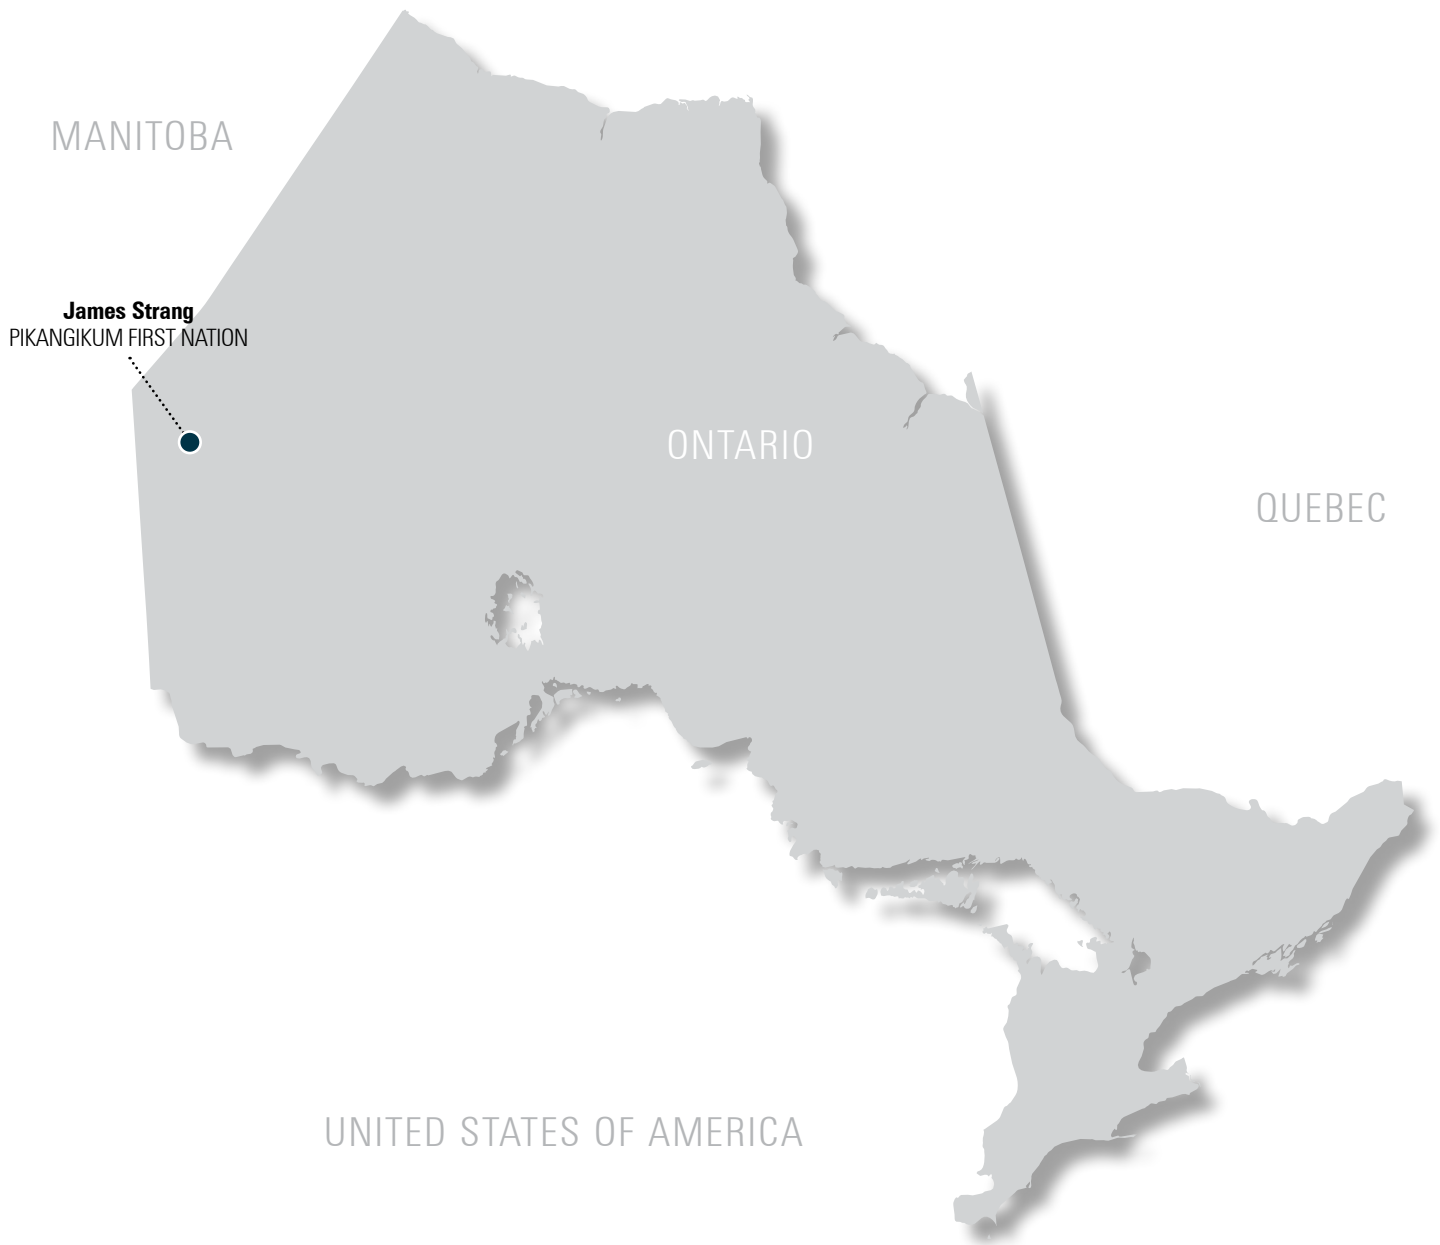 MANITOBA
James Strang
PIKANGIKUM FIRST NATION
ONTARIO
QUEBEC
UNITED STATES OF AMERICA